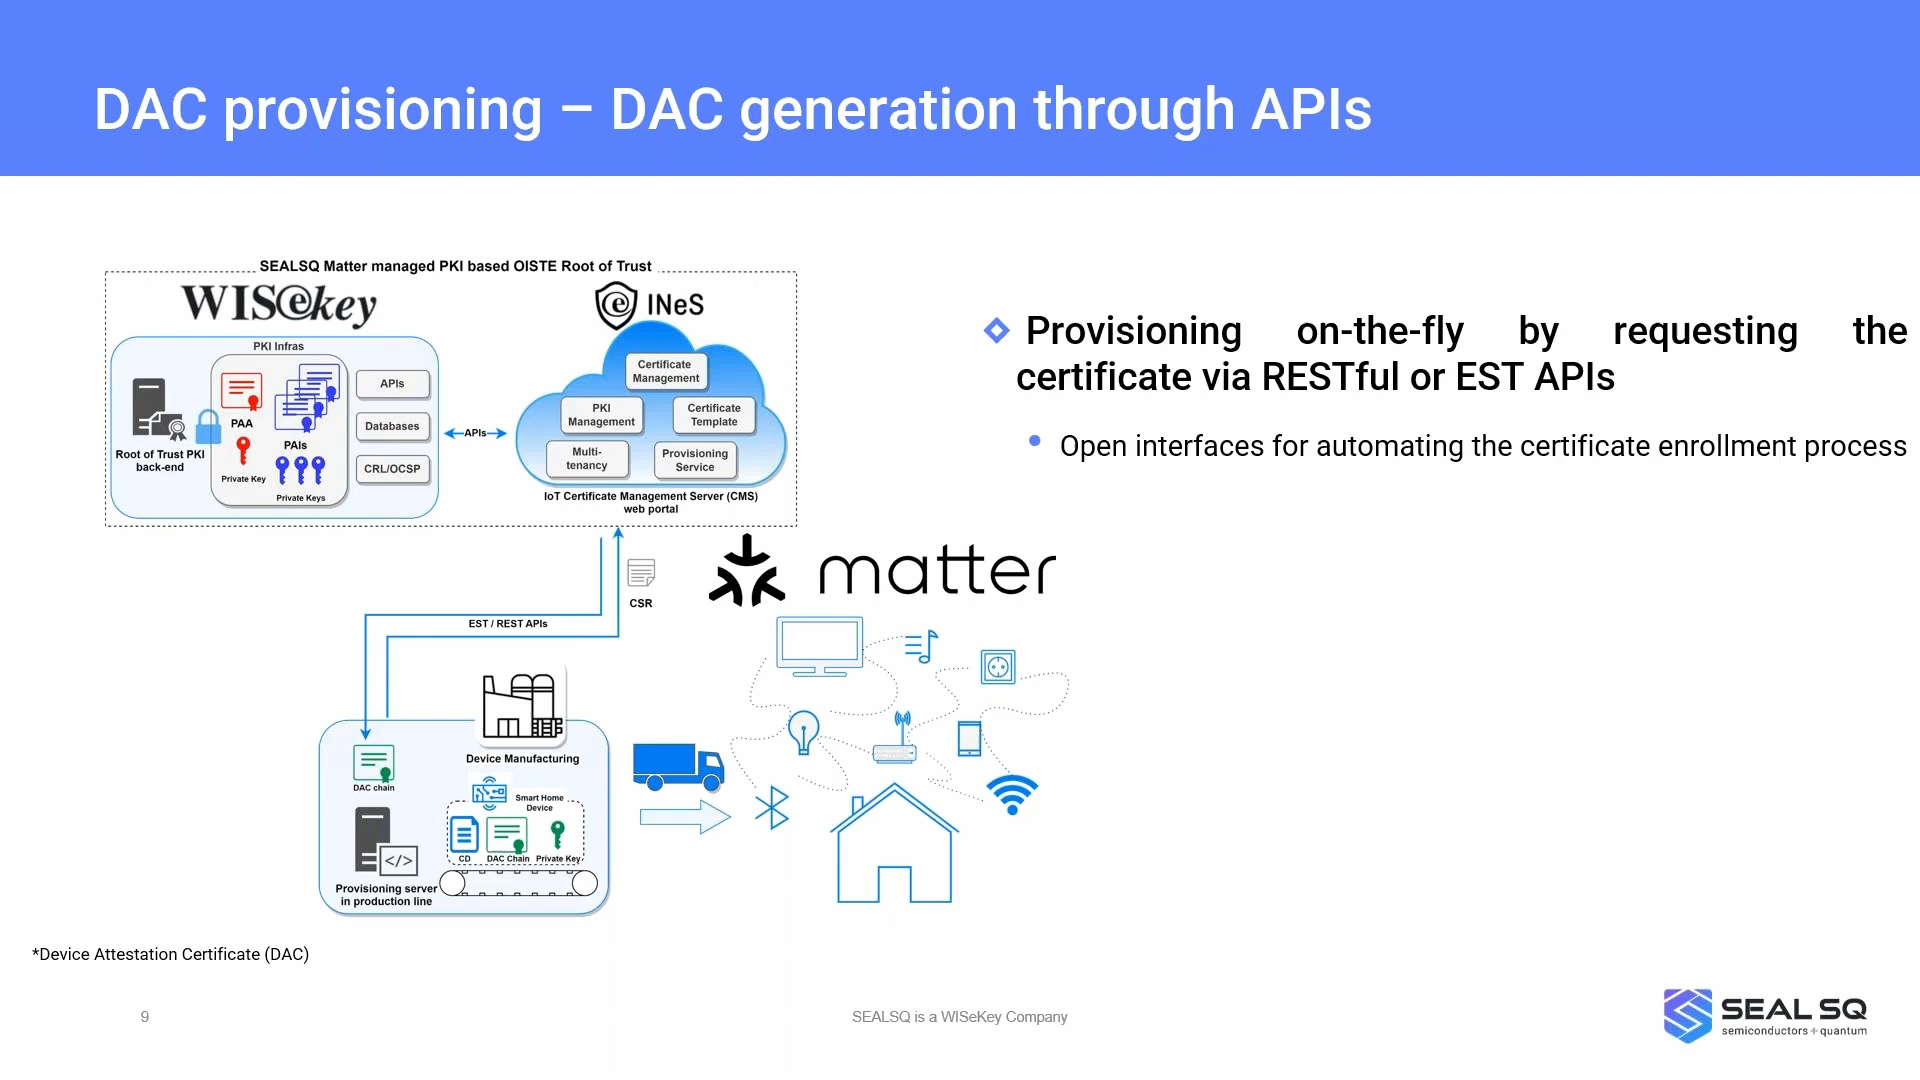 DAC provisioning – DAC generation through APIs
SEALSQ Matter managed PKI based OISTE Root of Trust
WISekey
INeS
PKI Infras
PAA
Private Key
PAIs
Private Keys
Root of Trust PKI
back-end
APIs
Databases
CRL/OCSP
APIs
Certificate
Management
PKI
Management
Certificate
Template
Multi-
tenancy
Provisioning
Service
IoT Certificate Management Server (CMS)
web portal
Provisioning on-the-fly by requesting the
certificate via RESTful or EST APIs
Open interfaces for automating the certificate enrollment process
CSR
EST / REST APIs
matter
Device Manufacturing
DAC chain
Smart Home
Device
CD
DAC Chain
Private Key
</>
Provisioning server
in production line
*Device Attestation Certificate (DAC)
9
SEALSQ is a WISeKey Company
SEAL SQ
semiconductors + quantum